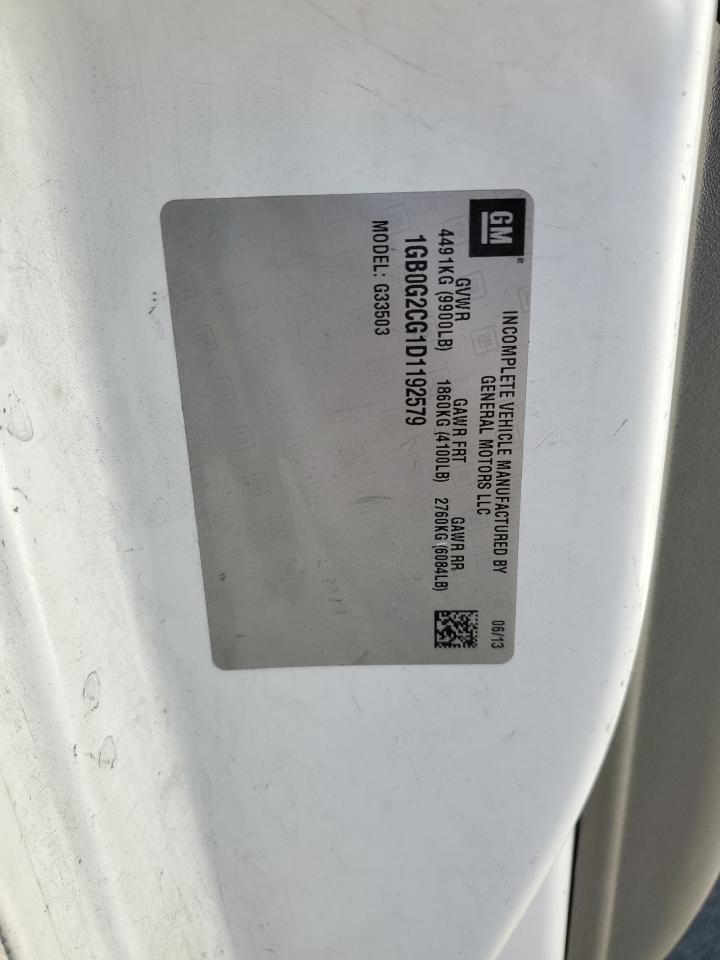 GM
INCOMPLETE VEHICLE MANUFACTURED BY
GENERAL MOTORS LLC
06/13
GVWR GAWR FRT GAWR RR
4491KG (9900LB) 1860KG (4100LB) 2760KG (6084LB)
1GB0G2CG1D1192579
MODEL: G33503